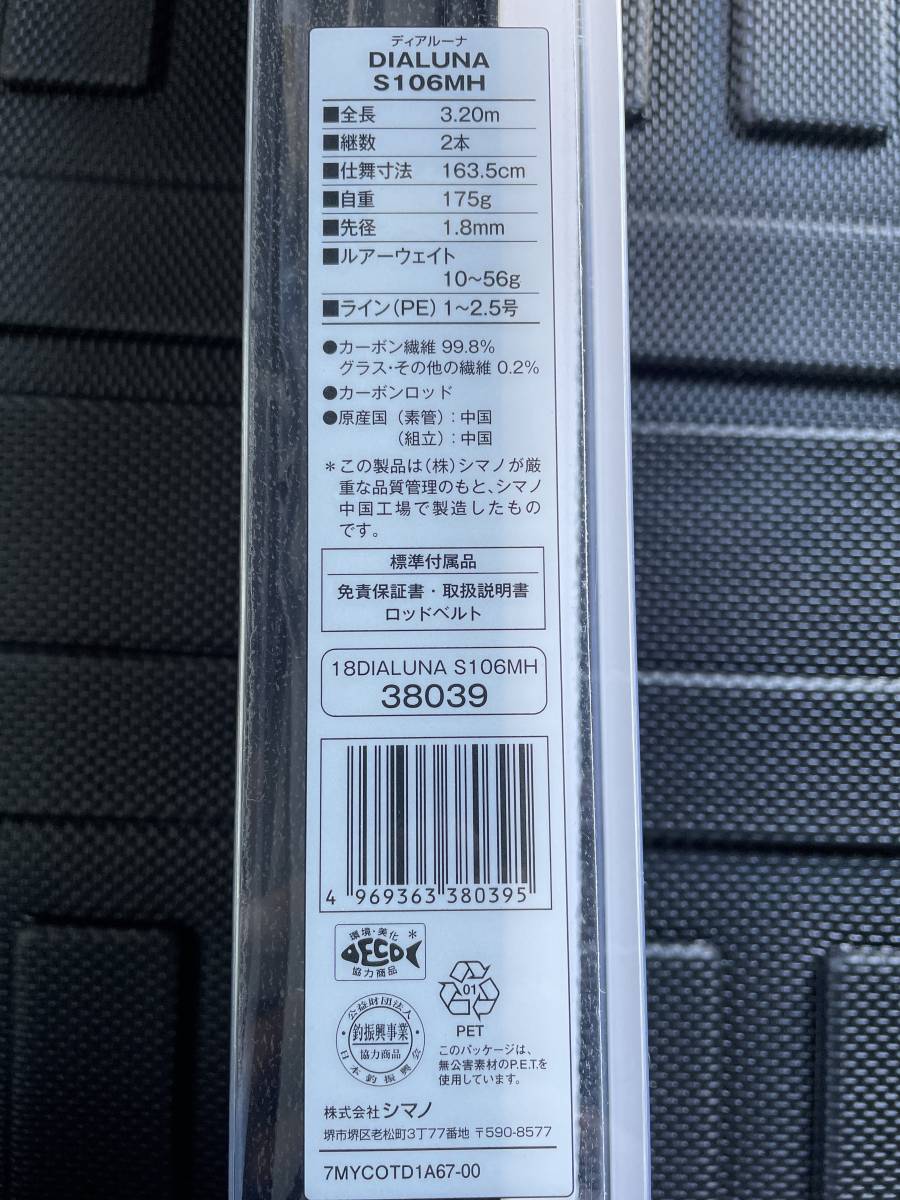 ディアルーナ
DIALUNA
S106MH
■全長 3.20m
■継数 2本
■仕舞寸法 163.5cm
■自重 175g
■先径 1.8mm
■ルアーウェイト
10~56g
■ライン(PE) 1~2.5号
●カーボン繊維 99.8%
グラス・その他の繊維 0.2%
●カーボンロッド
●原産国 (素管):中国
(組立):中国
*この製品は(株)シマノが厳
重な品質管理のもと、シマノ
中国工場で製造したもの
です。
標準付属品
免責保証書・取扱説明書
ロッドベルト
18DIALUNA S106MH
38039
4 969363 380395
環境・美化 *
ECO
協力商品
公益財団法人
釣振興事業
協力商品
日本釣振興会
01
PET
このパッケージは、
無公害素材のP.E.T.を
使用しています。
株式会社 シマノ
堺市堺区老松町3丁77番地 〒590-8577
7MYCOTD1A67-00